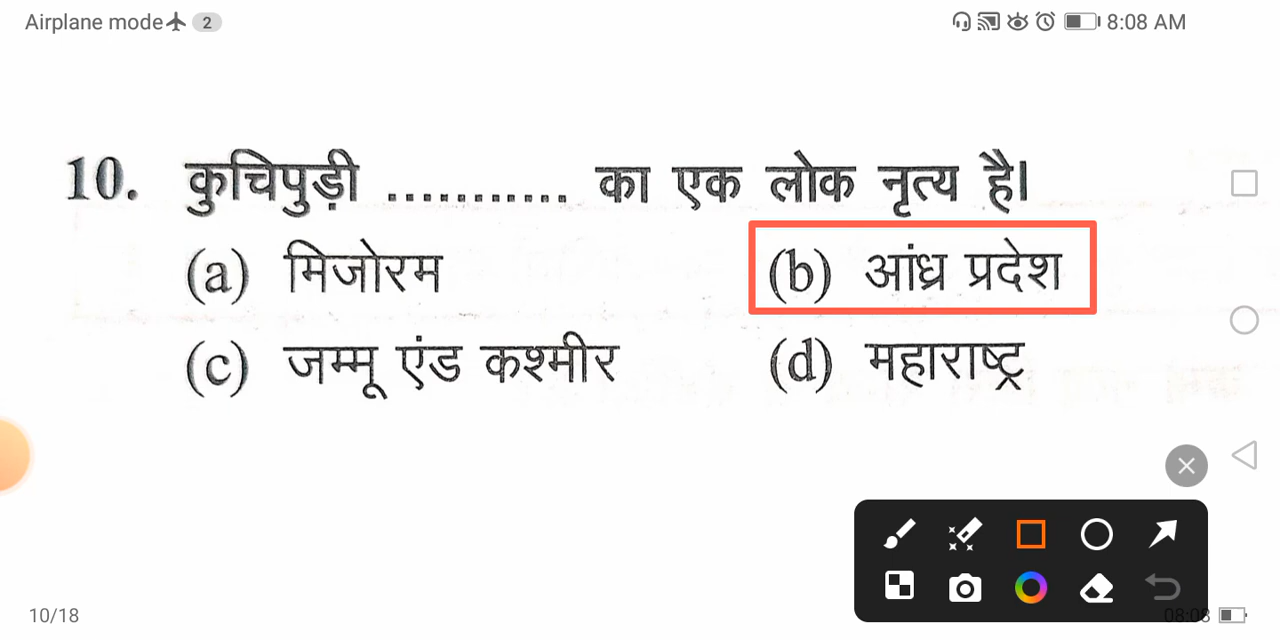 Airplane mode 2 8:08 AM
10. कुचिपुड़ी ........... का एक लोक नृत्य है।
(a) मिजोरम (b) आंध्र प्रदेश
(c) जम्मू एंड कश्मीर (d) महाराष्ट्र
10/18 08:08